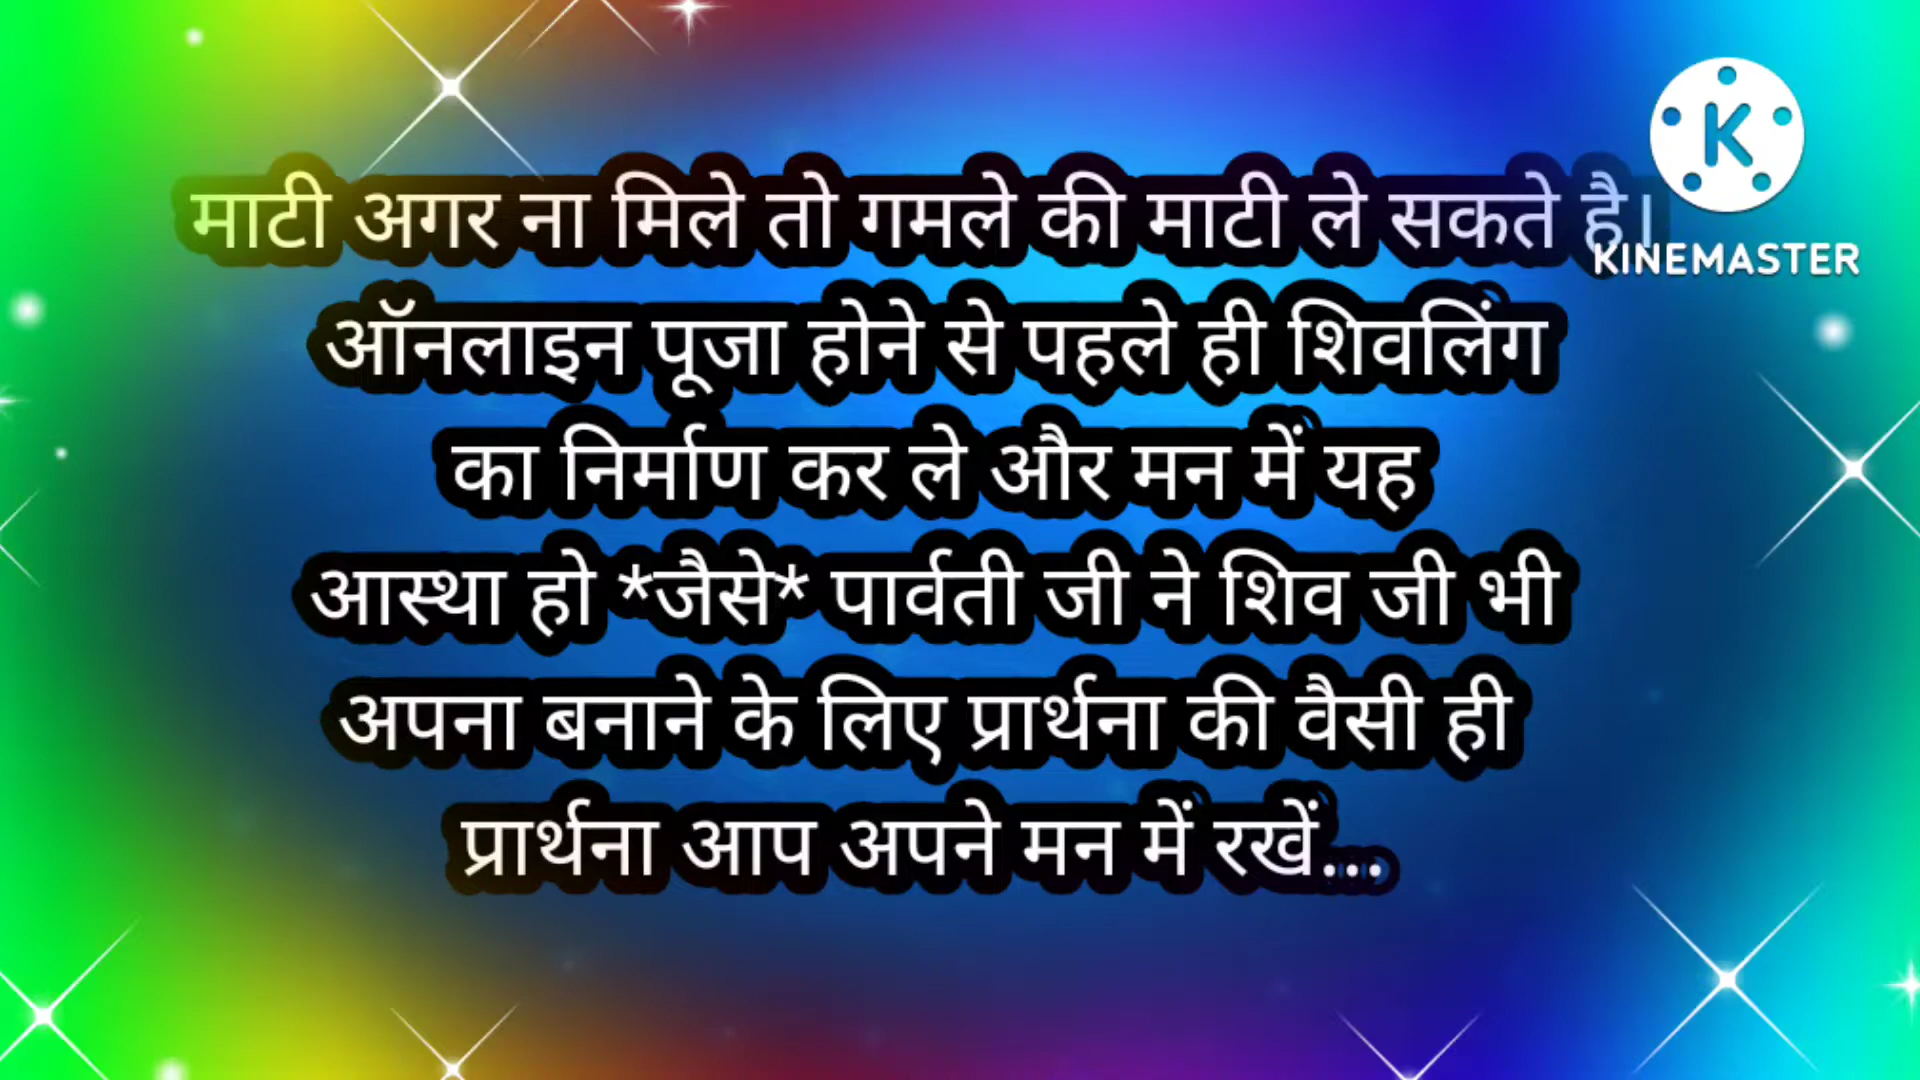 माटी अगर ना मिले तो गमले की माटी ले सकते है।
ऑनलाइन पूजा होने से पहले ही शिवलिंग
का निर्माण कर ले और मन में यह
आस्था हो *जैसे* पार्वती जी ने शिव जी भी
अपना बनाने के लिए प्रार्थना की वैसी ही
प्रार्थना आप अपने मन में रखें...
K
KINEMASTER